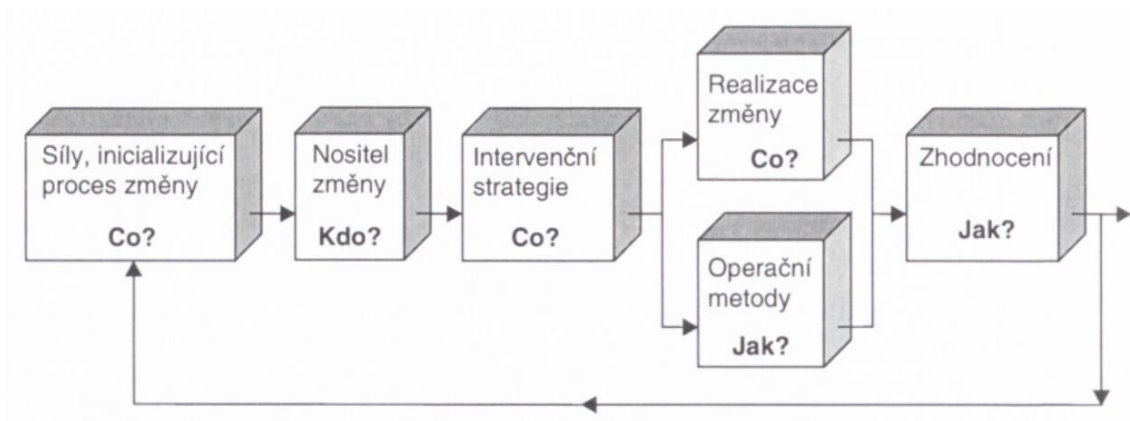 Síly, inicializující
proces změny
Co?
Nositel
změny
Kdo?
Intervenční
strategie
Co?
Realizace
změny
Co?
Operační
metody
Jak?
Zhodnocení
Jak?